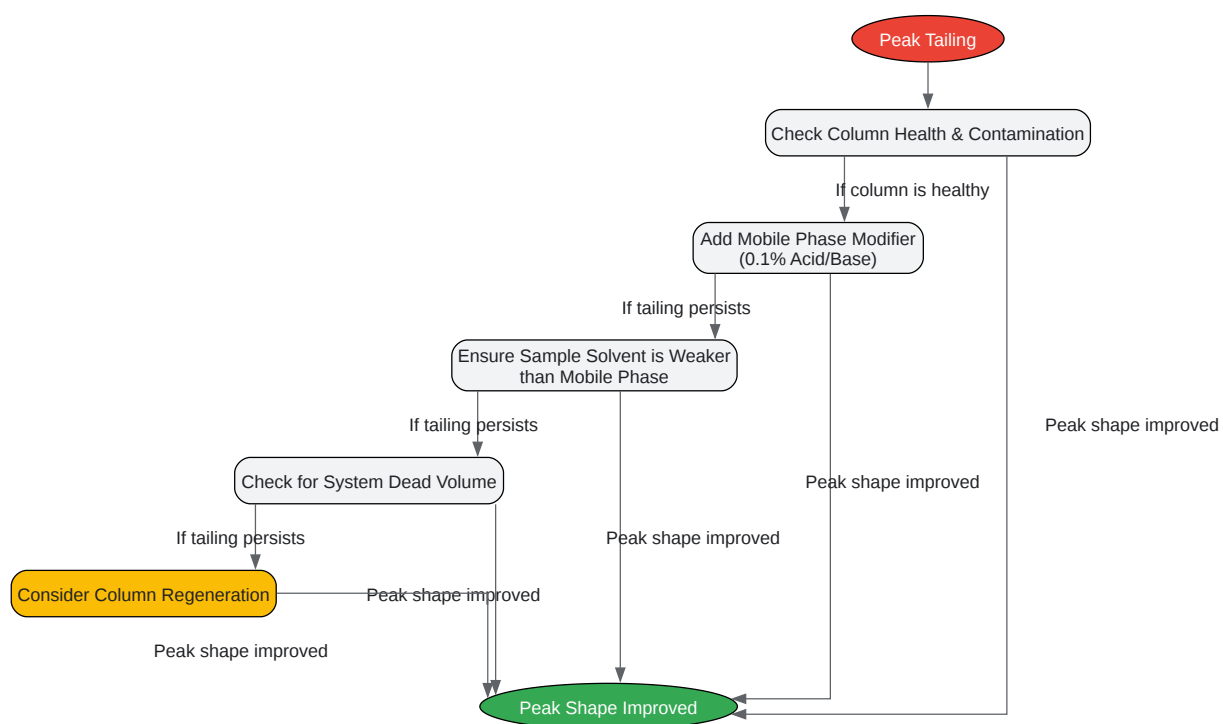 Peak Tailing
Check Column Health & Contamination
If column is healthy
Add Mobile Phase Modifier
(0.1% Acid/Base)
If tailing persists
Ensure Sample Solvent is Weaker
than Mobile Phase
If tailing persists
Peak shape improved
Check for System Dead Volume
Peak shape improved
If tailing persists
Peak shape improved
Consider Column Regeneration
Peak shape improved
Peak shape improved
Peak Shape Improved